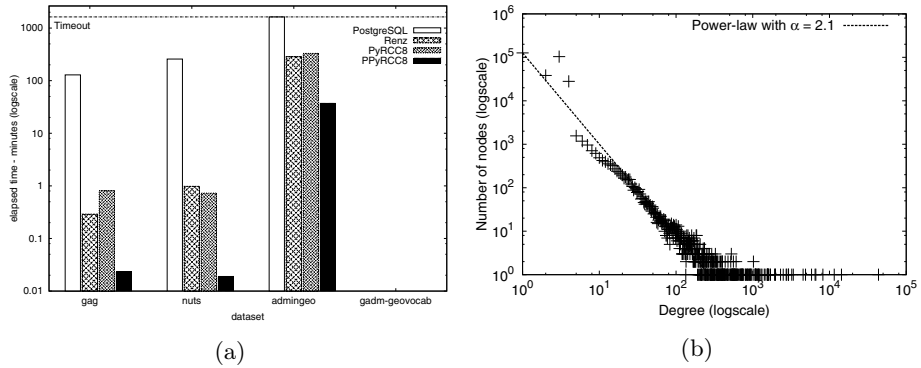 Timeout
PostgreSQL
Renz
PyRCC8
PPyRCC8
elapsed time - minutes (logscale)
1000
100
10
1
0.1
0.01
gag nuts admingeo gadm-geovocab
dataset
(a)
Power-law with α = 2.1
Number of nodes (logscale)
10^6
10^5
10^4
10^3
10^2
10^1
10^0
10^0 10^1 10^2 10^3 10^4 10^5
Degree (logscale)
(b)